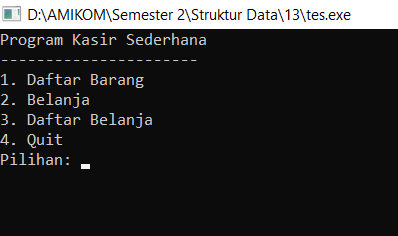 D:\AMIKOM\Semester 2\Struktur Data\13\tes.exe
Program Kasir Sederhana
----------------------
1. Daftar Barang
2. Belanja
3. Daftar Belanja
4. Quit
Pilihan: